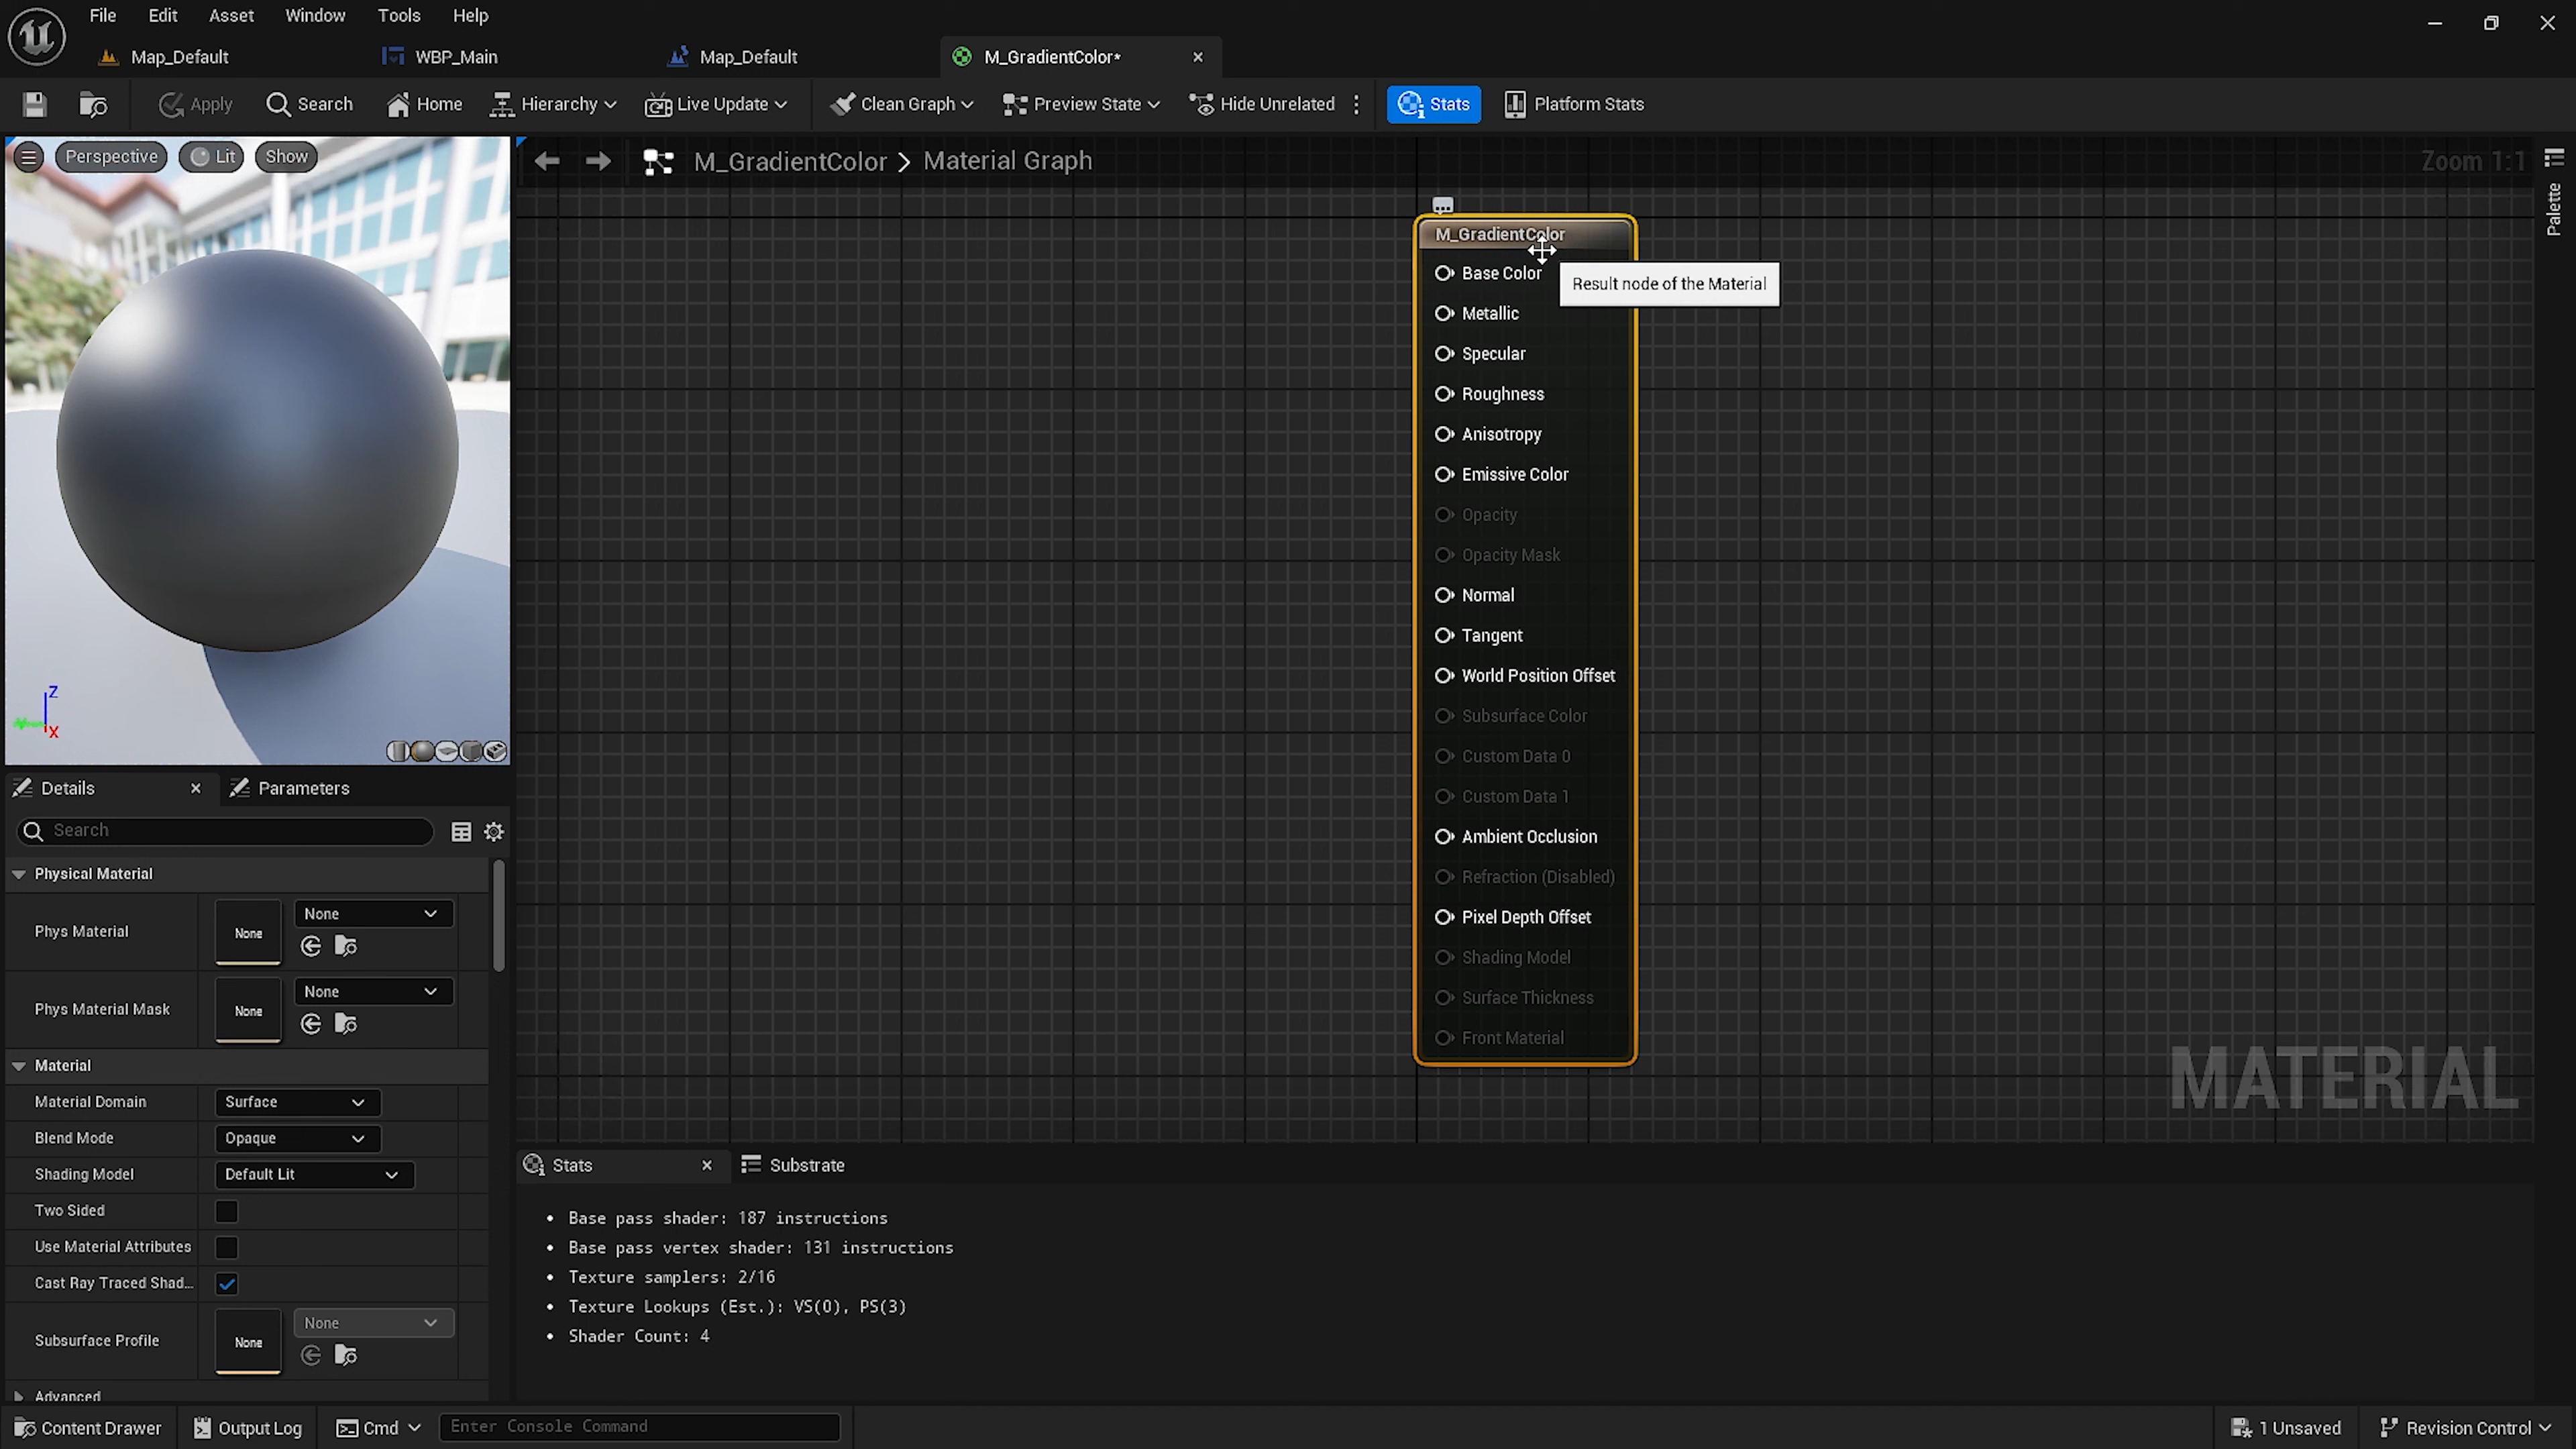 File Edit Asset Window Tools Help
Map_Default WBP_Main Map_Default M_GradientColor*
Apply Search Home Hierarchy Live Update Clean Graph Preview State Hide Unrelated Stats Platform Stats
Perspective Lit Show
M_GradientColor > Material Graph
Zoom 1:1
Palette
M_GradientColor
Result node of the Material
Base Color
Metallic
Specular
Roughness
Anisotropy
Emissive Color
Opacity
Opacity Mask
Normal
Tangent
World Position Offset
Subsurface Color
Custom Data 0
Custom Data 1
Ambient Occlusion
Refraction (Disabled)
Pixel Depth Offset
Shading Model
Surface Thickness
Front Material
MATERIAL
Z
X
Details Parameters
Search
Physical Material
Phys Material None None
Phys Material Mask None None
Material
Material Domain Surface
Blend Mode Opaque
Shading Model Default Lit
Two Sided
Use Material Attributes
Cast Ray Traced Shad...
Subsurface Profile None None
Advanced
Stats Substrate
• Base pass shader: 187 instructions
• Base pass vertex shader: 131 instructions
• Texture samplers: 2/16
• Texture Lookups (Est.): VS(0), PS(3)
• Shader Count: 4
Content Drawer Output Log Cmd Enter Console Command 1 Unsaved Revision Control